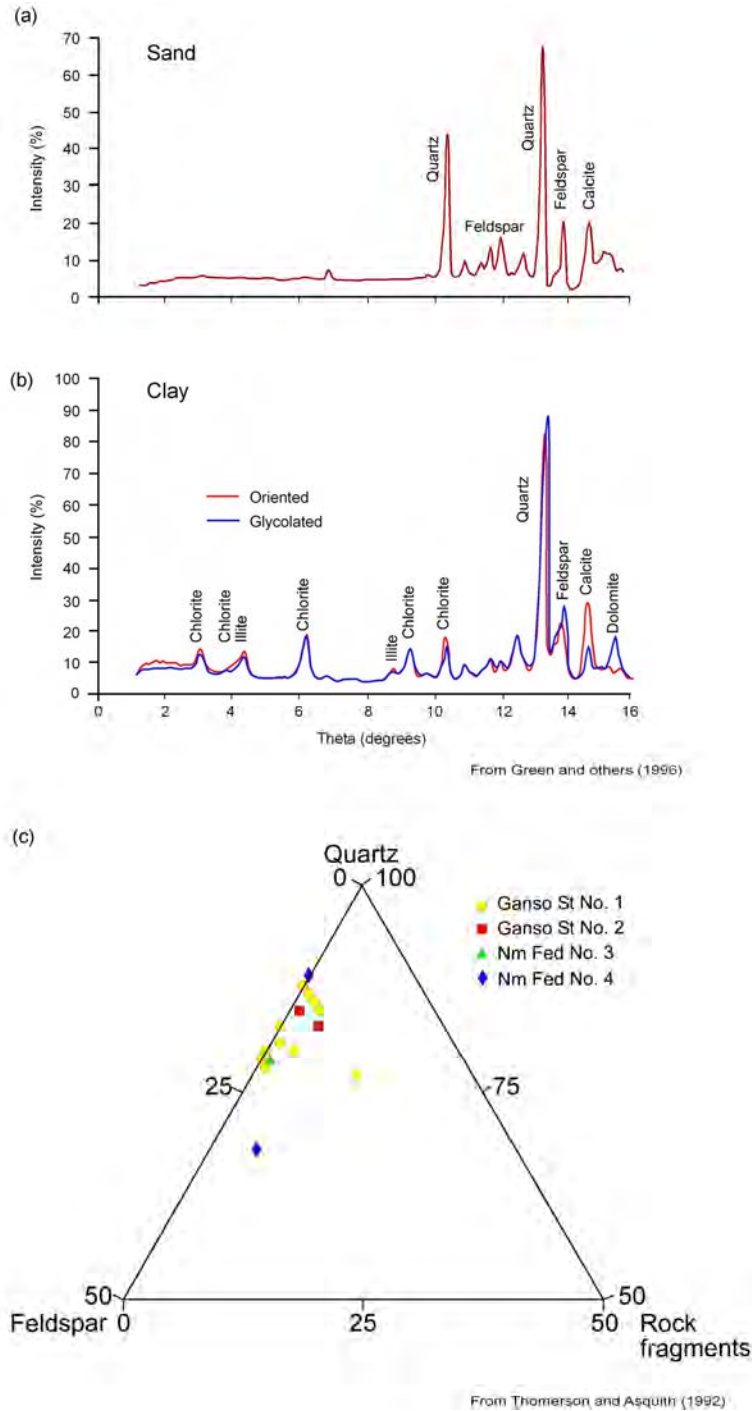 (a)
Sand
70
60
50
40
30
20
10
0
Intensity (%)
Quartz
Feldspar
Quartz
Feldspar
Calcite
(b)
Clay
100
90
80
70
60
50
40
30
20
10
0
Intensity (%)
Oriented
Glycolated
Chlorite
Chlorite
Illite
Chlorite
Illite
Chlorite
Chlorite
Quartz
Feldspar
Calcite
Dolomite
0 2 4 6 8 10 12 14 16
Theta (degrees)
From Green and others (1996)
(c)
Quartz
0 100
Ganso St No. 1
Ganso St No. 2
Nm Fed No. 3
Nm Fed No. 4
25 75
50 50
Feldspar 0 25 50 Rock
fragments
From Thomerson and Asquith (1992)